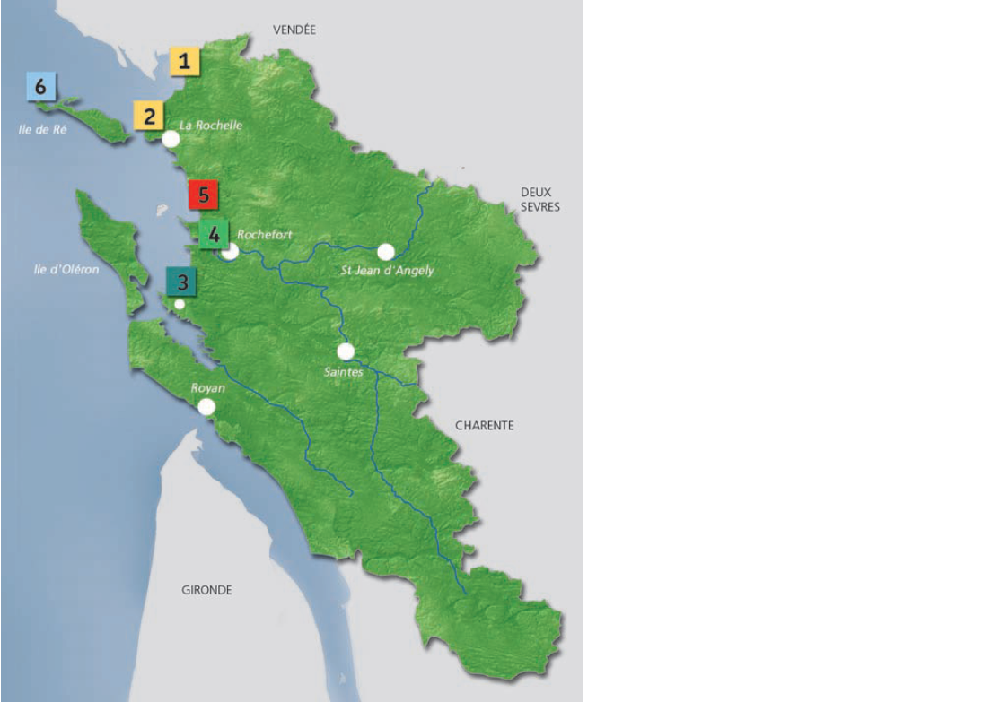 VENDÉE
1
6
2
La Rochelle
Ile de Ré
5
DEUX
SEVRES
4
Rochefort
Ile d'Oléron
St Jean d'Angely
3
Saintes
Royan
CHARENTE
GIRONDE